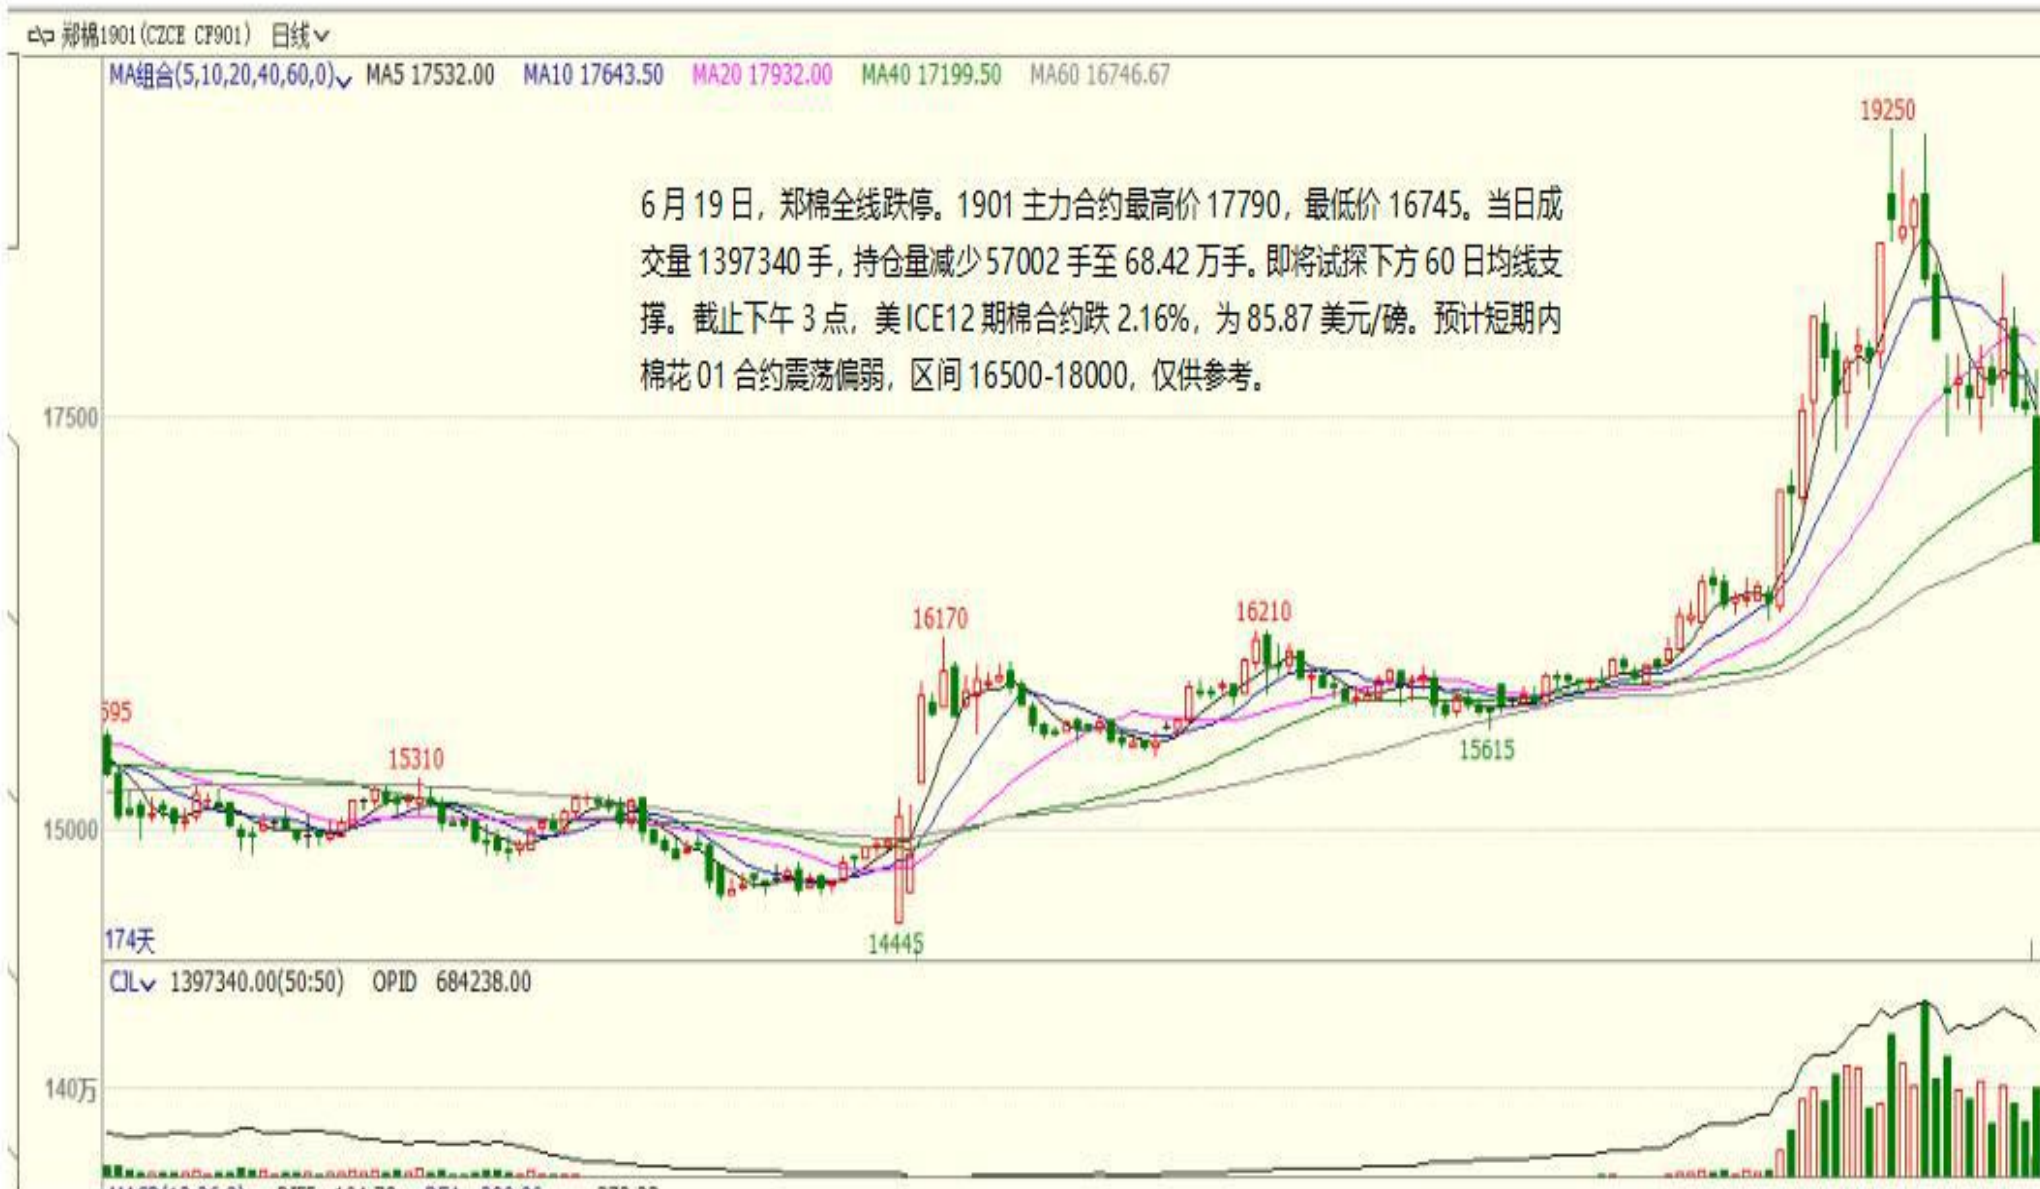 郑棉1901(CZCE CF901) 日线
MA组合(5,10,20,40,60,0) MA5 17532.00 MA10 17643.50 MA20 17932.00 MA40 17199.50 MA60 16746.67
19250
6月19日，郑棉全线跌停。1901主力合约最高价17790，最低价16745。当日成
交量1397340手，持仓量减少57002手至68.42万手。即将试探下方60日均线支
撑。截止下午3点，美ICE12期棉合约跌2.16%，为85.87美元/磅。预计短期内
棉花01合约震荡偏弱，区间16500-18000，仅供参考。
17500
16170
16210
595
15310
15615
15000
174天
14445
CJL 1397340.00(50:50) OPID 684238.00
140万